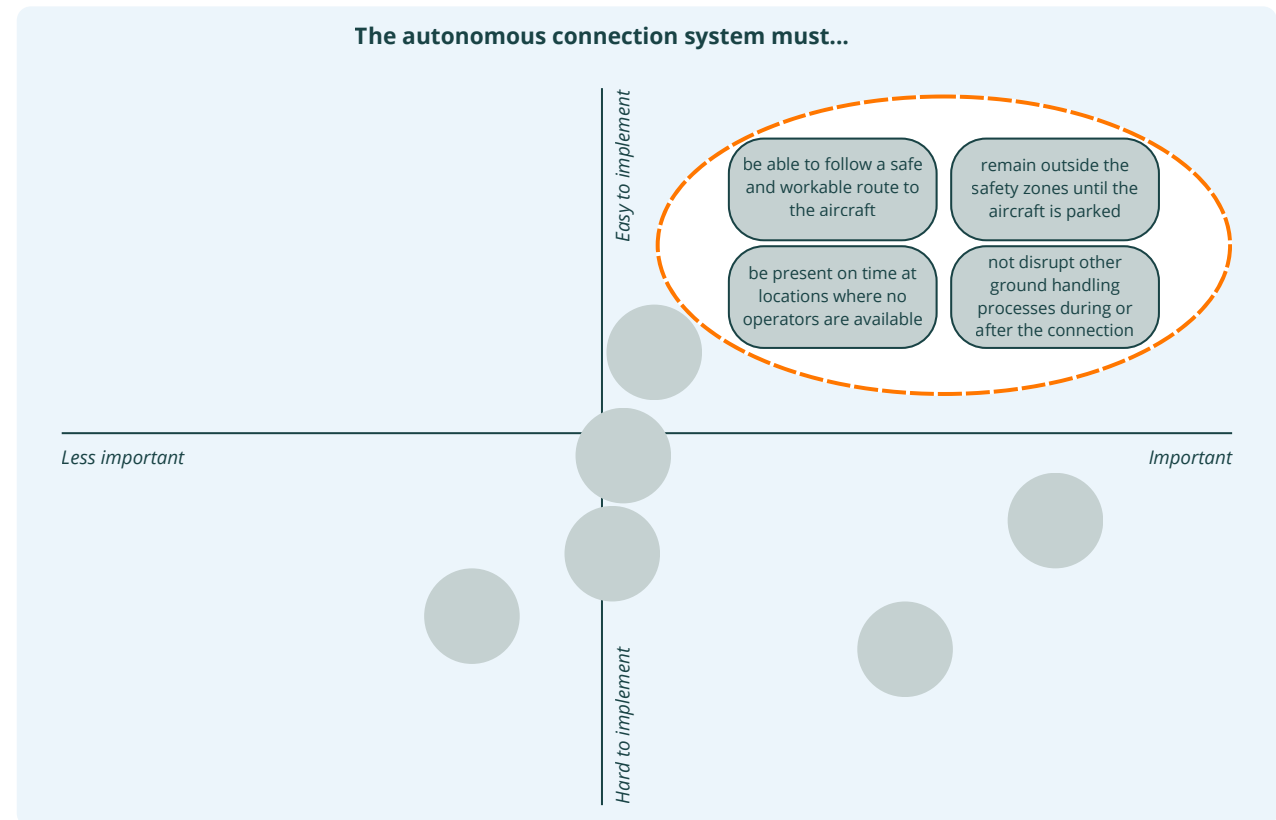 The autonomous connection system must...
Easy to implement
be able to follow a safe
and workable route to
the aircraft
remain outside the
safety zones until the
aircraft is parked
be present on time at
locations where no
operators are available
not disrupt other
ground handling
processes during or
after the connection
Less important
Important
Hard to implement